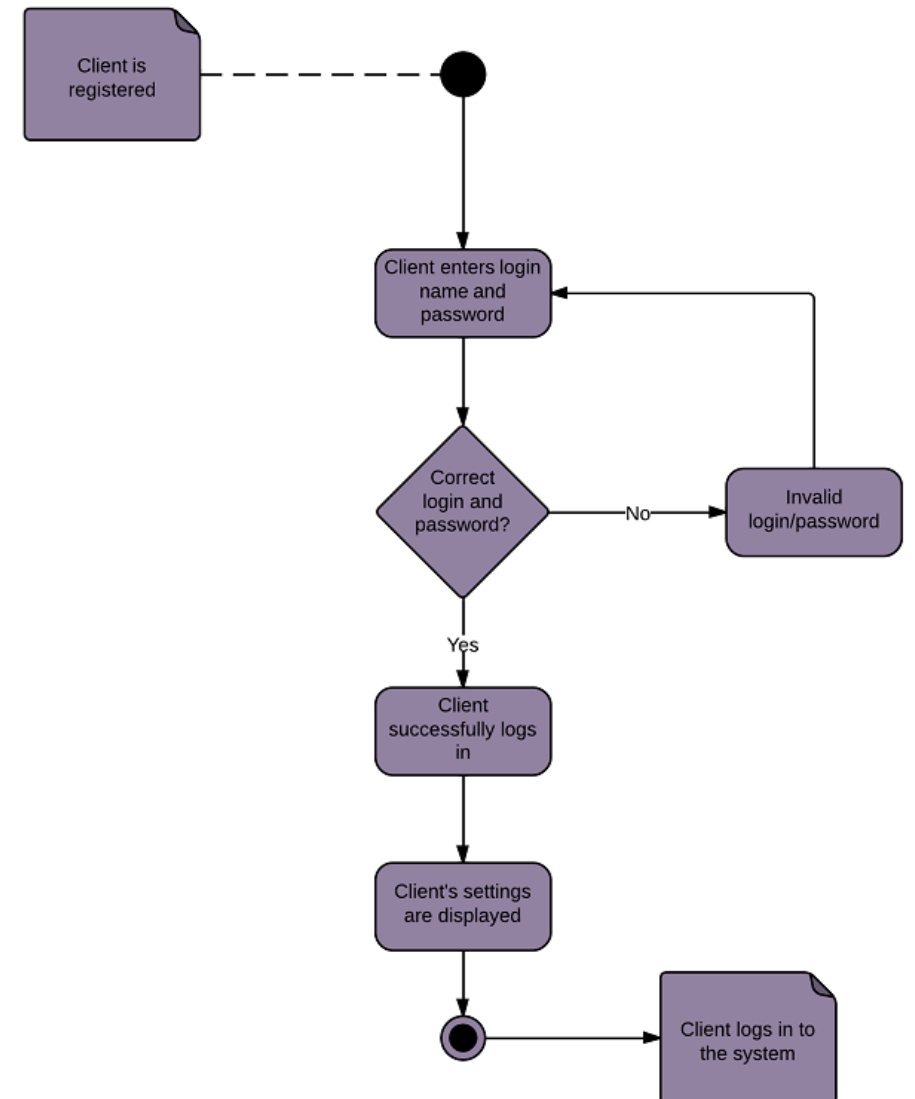 Client is
registered
Client enters login
name and
password
Correct
login and
password?
No
Invalid
login/password
Yes
Client
successfully logs
in
Client's settings
are displayed
Client logs in to
the system